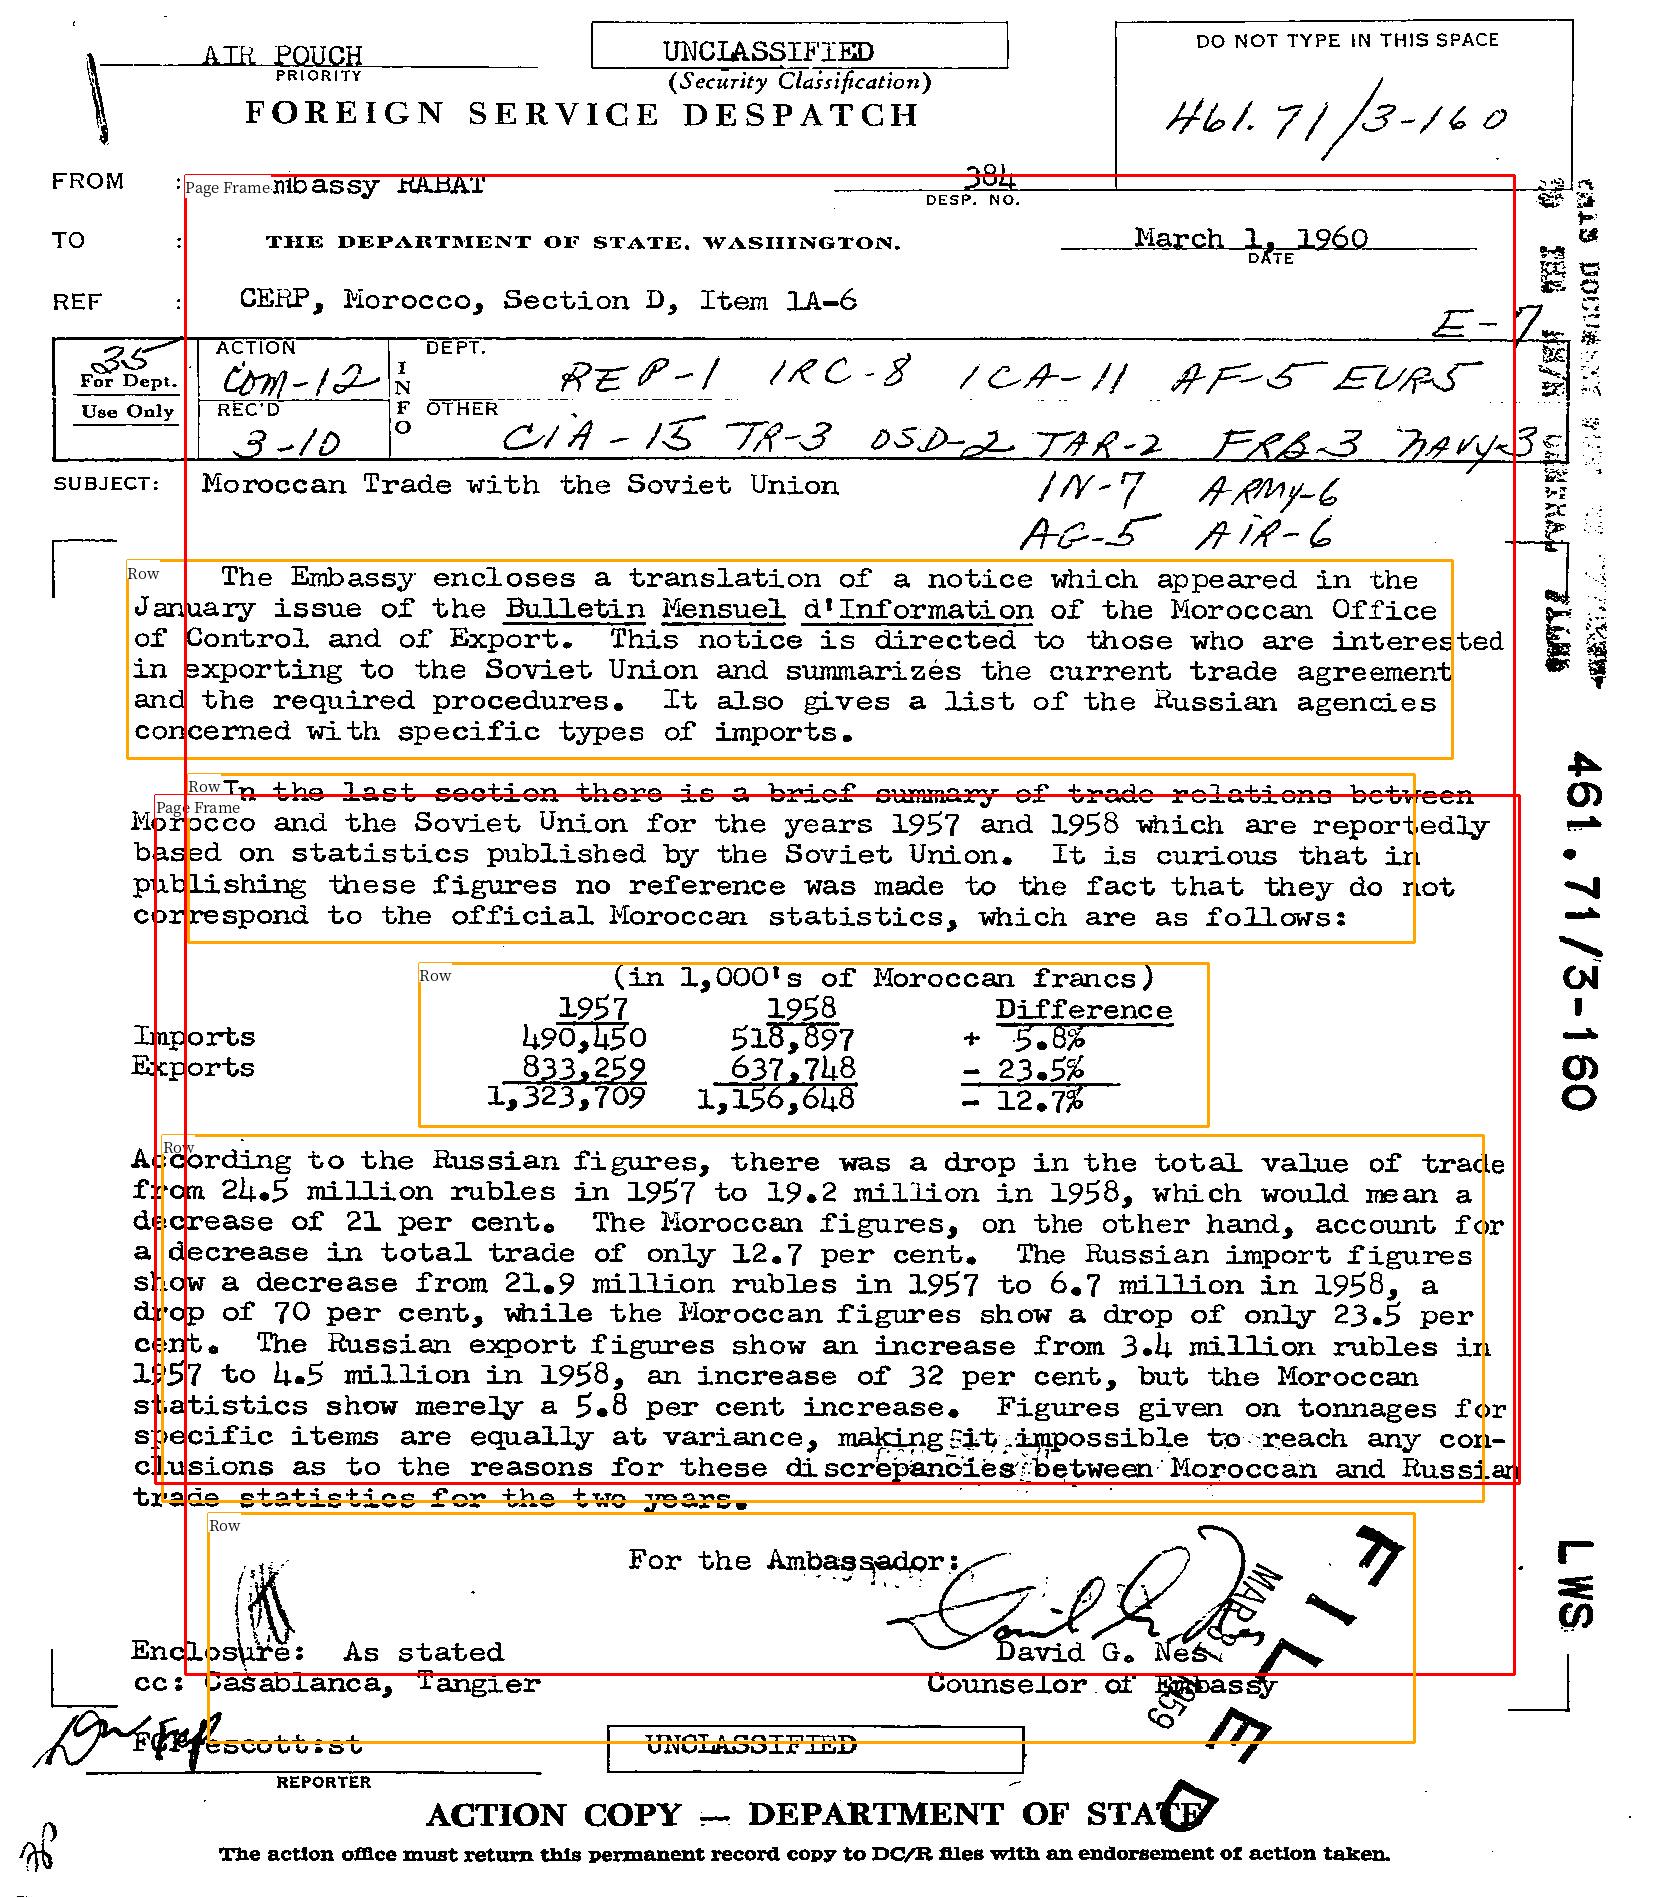 AIR POUCH
PRIORITY
UNCLASSIFIED
(Security Classification)
DO NOT TYPE IN THIS SPACE
FOREIGN SERVICE DESPATCH
461.71/3-160
FROM : Page Frame mbassy RABAT
384
DESP. NO.
TO : THE DEPARTMENT OF STATE, WASHINGTON.
March 1, 1960
DATE
REF : CERP, Morocco, Section D, Item 1A-6
E-7
35
For Dept.
Use Only
ACTION
COM-12
REC'D
3-10
INFO
DEPT.
REP-1 IRC-8 ICA-11 AF-5 EUR-5
OTHER
CIA-15 TR-3 OSD-2 TAR-2 FRB-3 NAVY-3
SUBJECT: Moroccan Trade with the Soviet Union
IN-7 ARMY-6
AG-5 AIR-6
Row
The Embassy encloses a translation of a notice which appeared in the
January issue of the Bulletin Mensuel d'Information of the Moroccan Office
of Control and of Export. This notice is directed to those who are interested
in exporting to the Soviet Union and summarizes the current trade agreement
and the required procedures. It also gives a list of the Russian agencies
concerned with specific types of imports.
Row
In the last section there is a brief summary of trade relations between
Page Frame
Morocco and the Soviet Union for the years 1957 and 1958 which are reportedly
based on statistics published by the Soviet Union. It is curious that in
publishing these figures no reference was made to the fact that they do not
correspond to the official Moroccan statistics, which are as follows:
Row
(in 1,000's of Moroccan francs)
1957 1958 Difference
Imports 490,450 518,897 + 5.8%
Exports 833,259 637,748 - 23.5%
1,323,709 1,156,648 - 12.7%
Row
According to the Russian figures, there was a drop in the total value of trade
from 24.5 million rubles in 1957 to 19.2 million in 1958, which would mean a
decrease of 21 per cent. The Moroccan figures, on the other hand, account for
a decrease in total trade of only 12.7 per cent. The Russian import figures
show a decrease from 21.9 million rubles in 1957 to 6.7 million in 1958, a
drop of 70 per cent, while the Moroccan figures show a drop of only 23.5 per
cent. The Russian export figures show an increase from 3.4 million rubles in
1957 to 4.5 million in 1958, an increase of 32 per cent, but the Moroccan
statistics show merely a 5.8 per cent increase. Figures given on tonnages for
specific items are equally at variance, making it impossible to reach any con-
clusions as to the reasons for these discrepancies between Moroccan and Russian
trade statistics for the two years.
Row
For the Ambassador:
Enclosure: As stated
David G. Nes
cc: Casablanca, Tangier
Counselor of Embassy
escott:st
REPORTER
UNCLASSIFIED
FILED
461.71/3-160
LWS
ACTION COPY — DEPARTMENT OF STATE
The action office must return this permanent record copy to DC/R files with an endorsement of action taken.